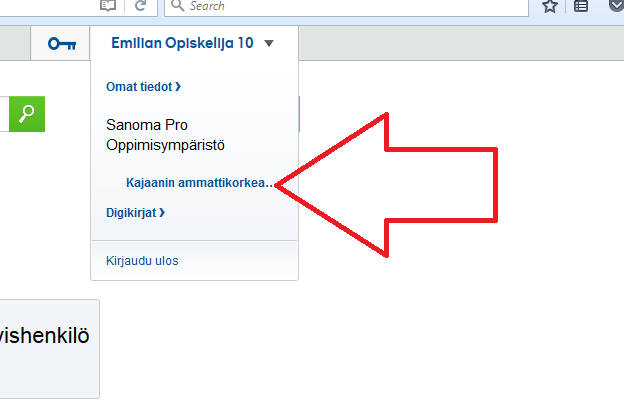 Search
Emilian Opiskelija 10
Omat tiedot ›
Sanoma Pro
Oppimisympäristö
Kajaanin ammattikorkea...
Digikirjat ›
Kirjaudu ulos
vishenkilö